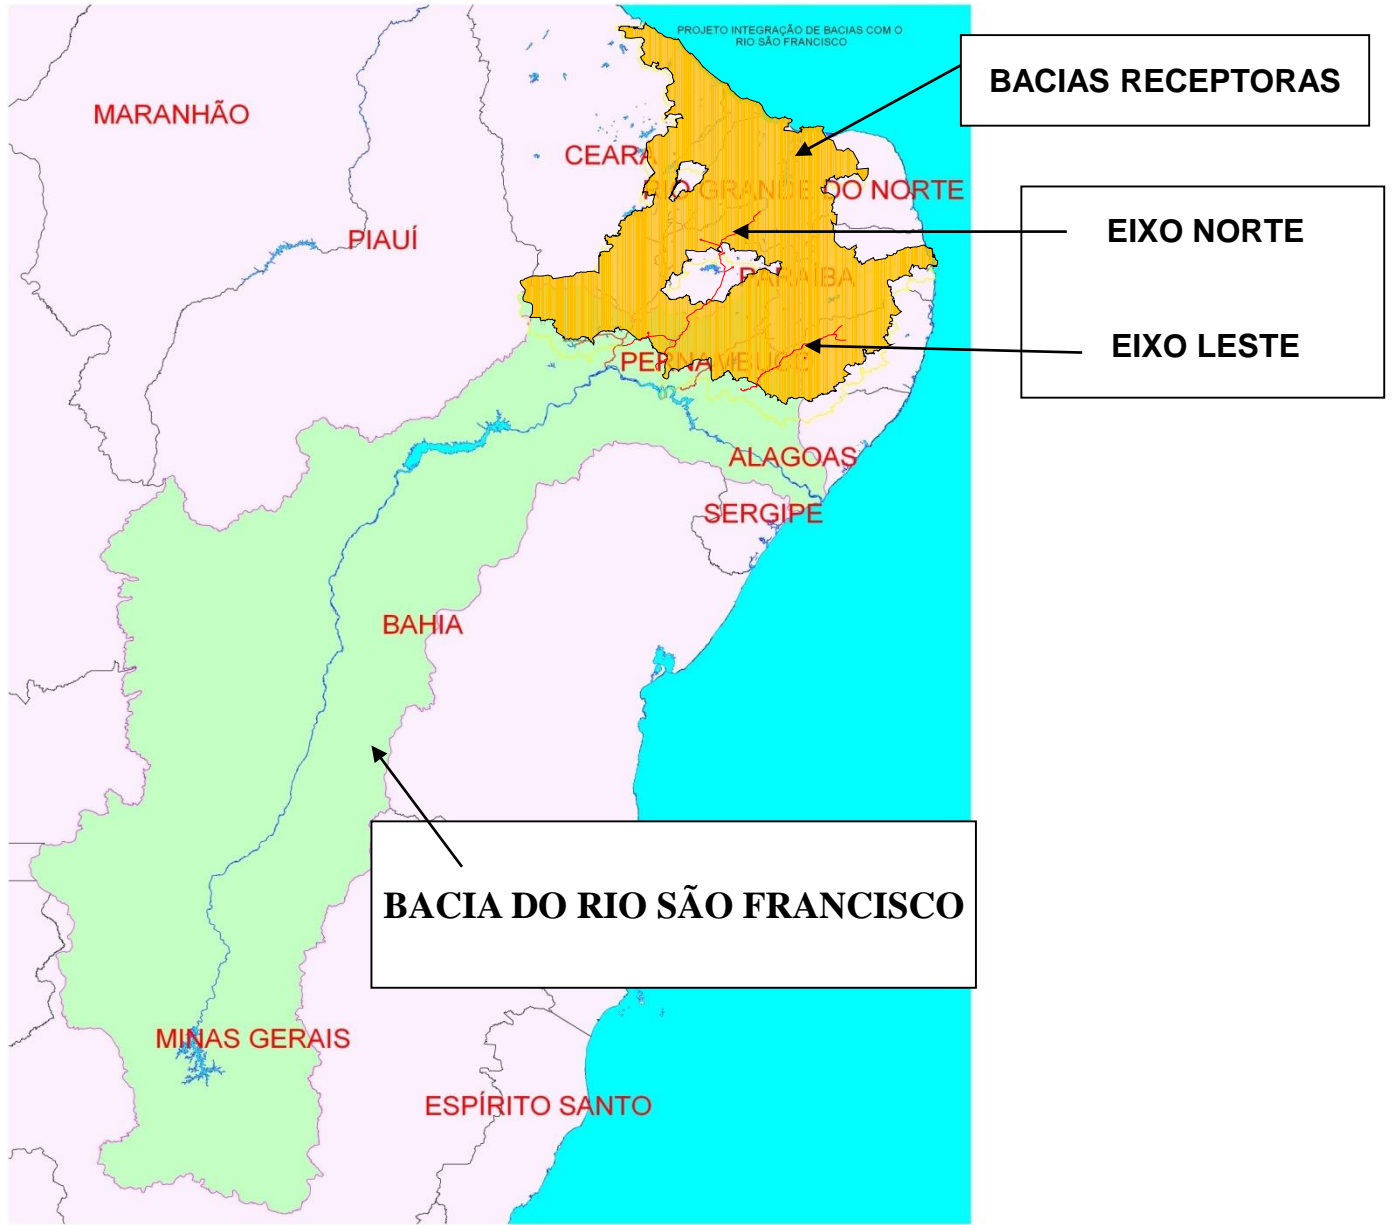 PROJETO INTEGRAÇÃO DE BACIAS COM O
RIO SÃO FRANCISCO
BACIAS RECEPTORAS
MARANHÃO
CEARÁ
RIO GRANDE DO NORTE
EIXO NORTE
PIAUÍ
PARAÍBA
EIXO LESTE
PERNAMBUCO
ALAGOAS
SERGIPE
BAHIA
BACIA DO RIO SÃO FRANCISCO
MINAS GERAIS
ESPÍRITO SANTO